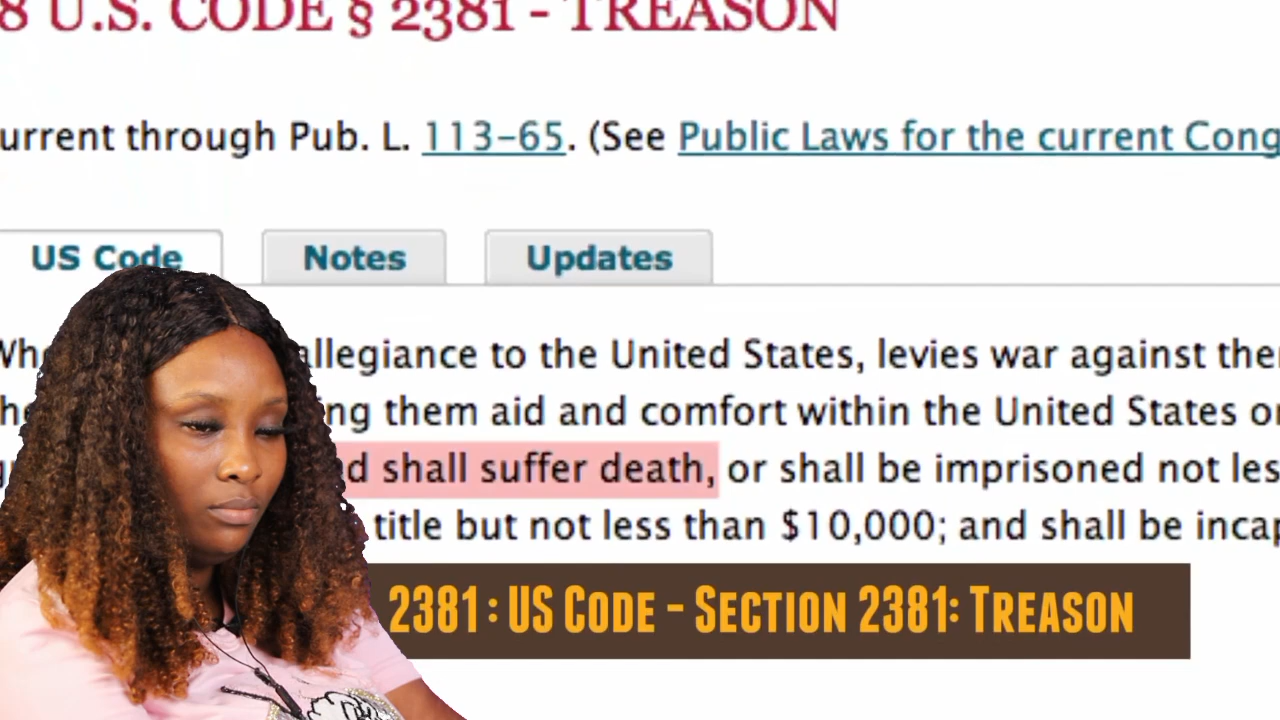 8 U.S. CODE § 2381 - TREASON
urrent through Pub. L. 113–65. (See Public Laws for the current Cong
US Code Notes Updates
allegiance to the United States, levies war against
ing them aid and comfort within the United States or
d shall suffer death, or shall be imprisoned not les
title but not less than $10,000; and shall be incap
2381 : US Code - Section 2381: Treason